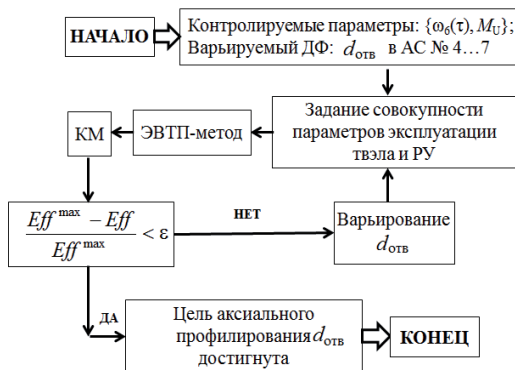 НАЧАЛО
Контролируемые параметры: {ω₆(τ), M_U};
Варьируемый ДФ: d_отв в АС № 4…7
Задание совокупности
параметров эксплуатации
твэла и РУ
ЭВТП-метод
КМ
Eff^max − Eff
Eff^max
< ε
НЕТ
Варьирование
d_отв
ДА
Цель аксиального
профилирования d_отв
достигнута
КОНЕЦ